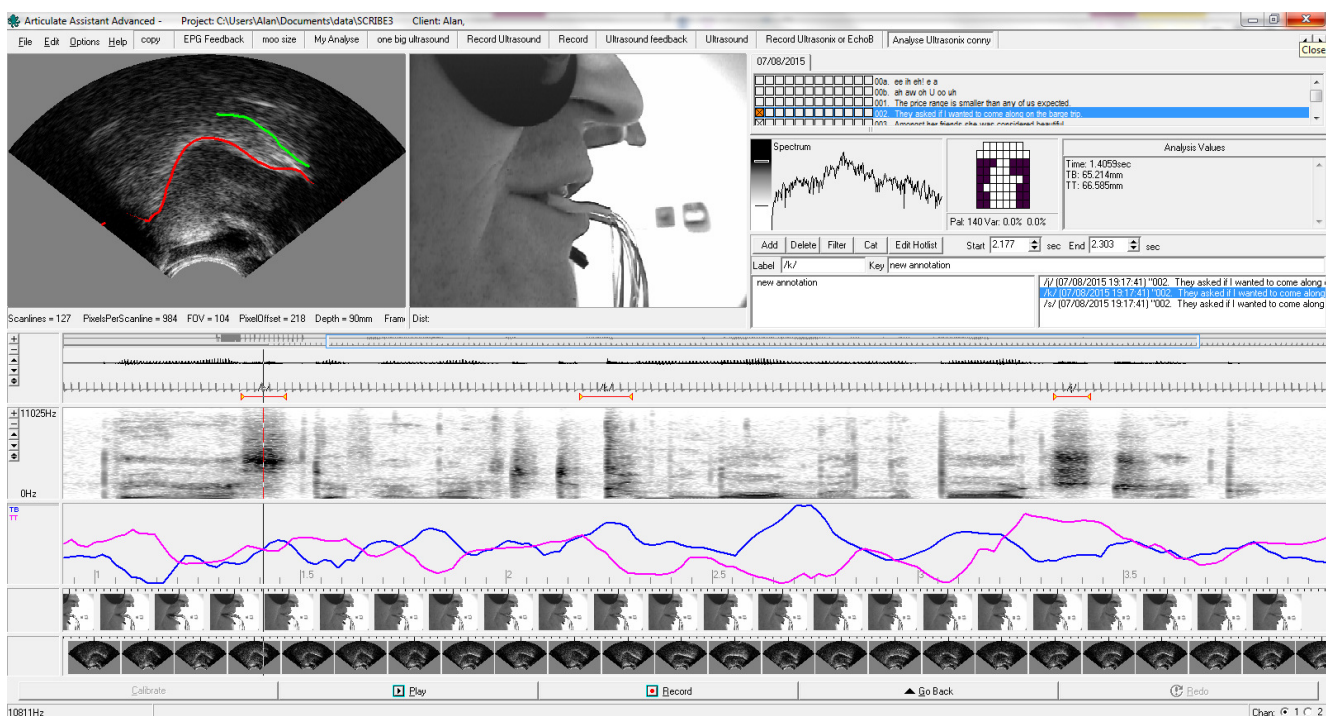 Articulate Assistant Advanced - Project: C:\Users\Alan\Documents\data\SCRIBE3 Client: Alan,
File Edit Options Help copy EPG Feedback moo size My Analyse one big ultrasound Record Ultrasound Record Ultrasound feedback Ultrasound Record Ultrasonix or EchoB Analyse Ultrasonix conny
Close
07/08/2015
00a. ee ih eh! e a
00b. ah aw oh U oo uh
001. The price range is smaller than any of us expected.
002. They asked if I wanted to come along on the barge trip.
003. Amongst her friends she was considered beautiful.
Spectrum
Analysis Values
Time: 1.4059sec
TB: 65.214mm
TT: 66.585mm
Pal: 140 Var: 0.0% 0.0%
Add Delete Filter Cat Edit Hotlist Start 2.177 sec End 2.303 sec
Label /k/ Key new annotation
new annotation
/i/ (07/08/2015 19:17:41) "002. They asked if I wanted to come along
/k/ (07/08/2015 19:17:41) "002. They asked if I wanted to come along
/s/ (07/08/2015 19:17:41) "002. They asked if I wanted to come along
Scanlines = 127 PixelsPerScanline = 984 FOV = 104 PixelOffset = 218 Depth = 90mm Fram Dist:
11025Hz
0Hz
TB
TT
1 1.5 2 2.5 3 3.5
Calibrate Play Record Go Back Redo
10811Hz Chan: 1 2